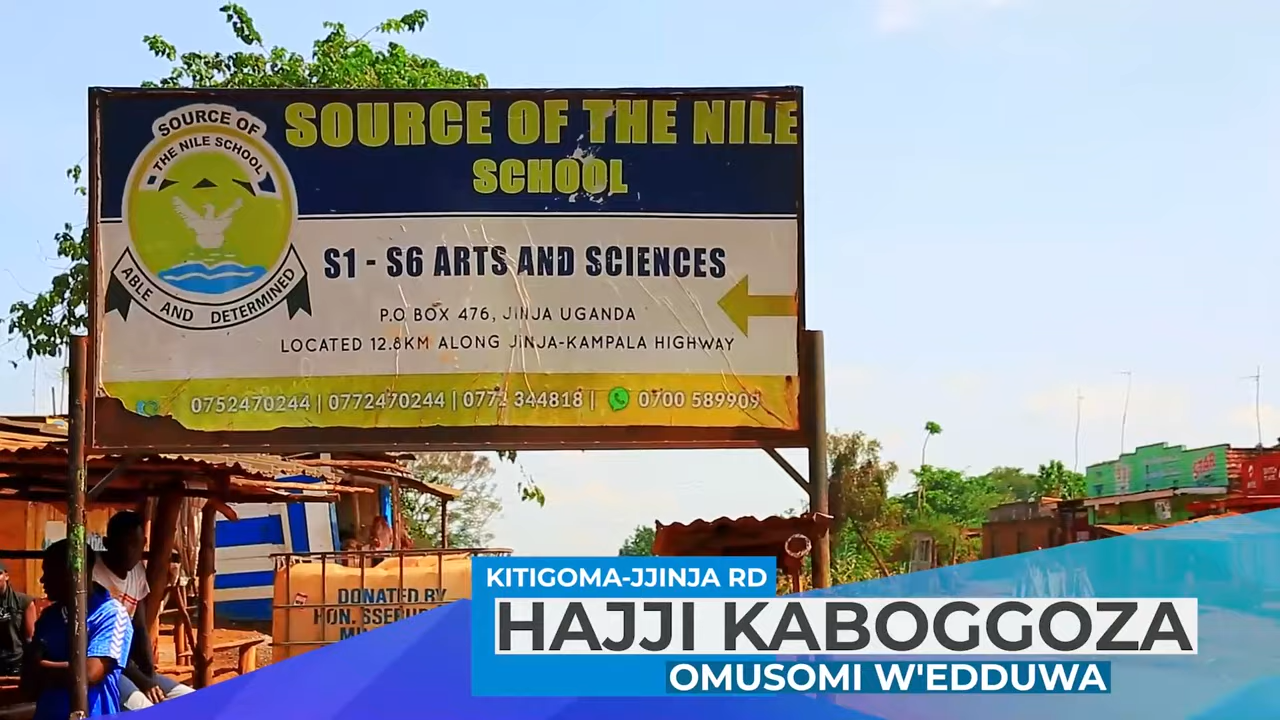 SOURCE OF THE NILE
SCHOOL
SOURCE OF
THE NILE SCHOOL
ABLE AND DETERMINED
S1 - S6 ARTS AND SCIENCES
P.O BOX 476, JINJA UGANDA
LOCATED 12.8KM ALONG JINJA-KAMPALA HIGHWAY
0752470244 | 0772470244 | 0772 344818 | 0700 589909
DONATED BY
HON.
KITIGOMA-JJINJA RD
HAJJI KABOGGOZA
OMUSOMI W'EDDUWA